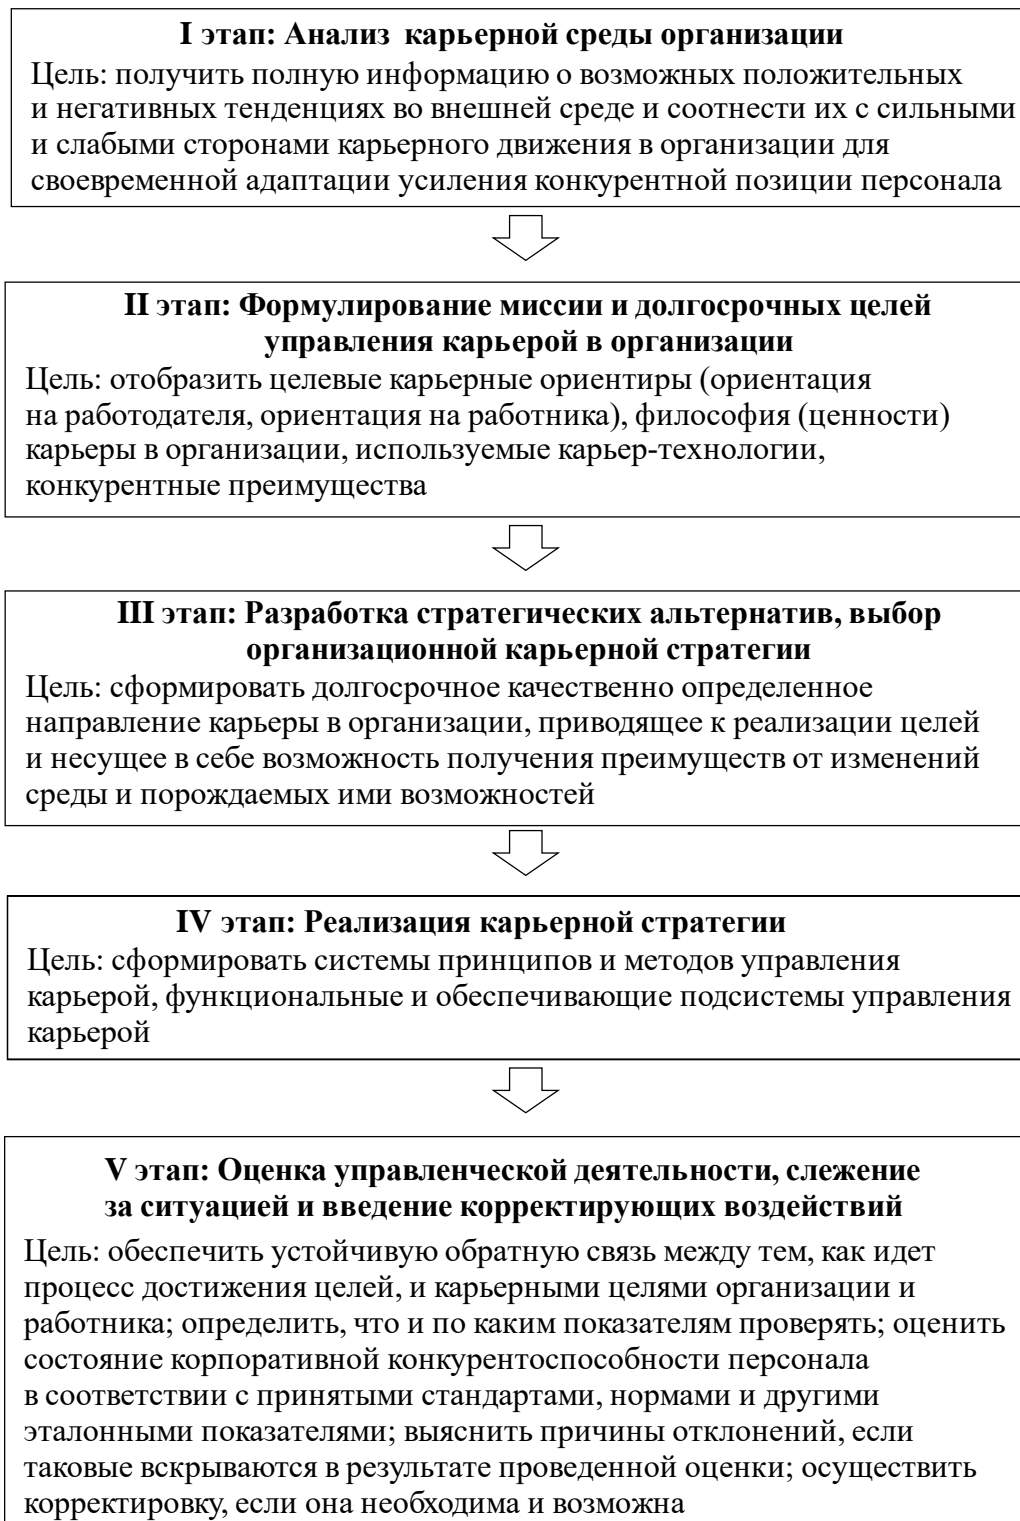 I этап: Анализ карьерной среды организации
Цель: получить полную информацию о возможных положительных
и негативных тенденциях во внешней среде и соотнести их с сильными
и слабыми сторонами карьерного движения в организации для
своевременной адаптации усиления конкурентной позиции персонала
II этап: Формулирование миссии и долгосрочных целей
управления карьерой в организации
Цель: отобразить целевые карьерные ориентиры (ориентация
на работодателя, ориентация на работника), философия (ценности)
карьеры в организации, используемые карьер-технологии,
конкурентные преимущества
III этап: Разработка стратегических альтернатив, выбор
организационной карьерной стратегии
Цель: сформировать долгосрочное качественно определенное
направление карьеры в организации, приводящее к реализации целей
и несущее в себе возможность получения преимуществ от изменений
среды и порождаемых ими возможностей
IV этап: Реализация карьерной стратегии
Цель: сформировать системы принципов и методов управления
карьерой, функциональные и обеспечивающие подсистемы управления
карьерой
V этап: Оценка управленческой деятельности, слежение
за ситуацией и введение корректирующих воздействий
Цель: обеспечить устойчивую обратную связь между тем, как идет
процесс достижения целей, и карьерными целями организации и
работника; определить, что и по каким показателям проверять; оценить
состояние корпоративной конкурентоспособности персонала
в соответствии с принятыми стандартами, нормами и другими
эталонными показателями; выяснить причины отклонений, если
таковые вскрываются в результате проведенной оценки; осуществить
корректировку, если она необходима и возможна